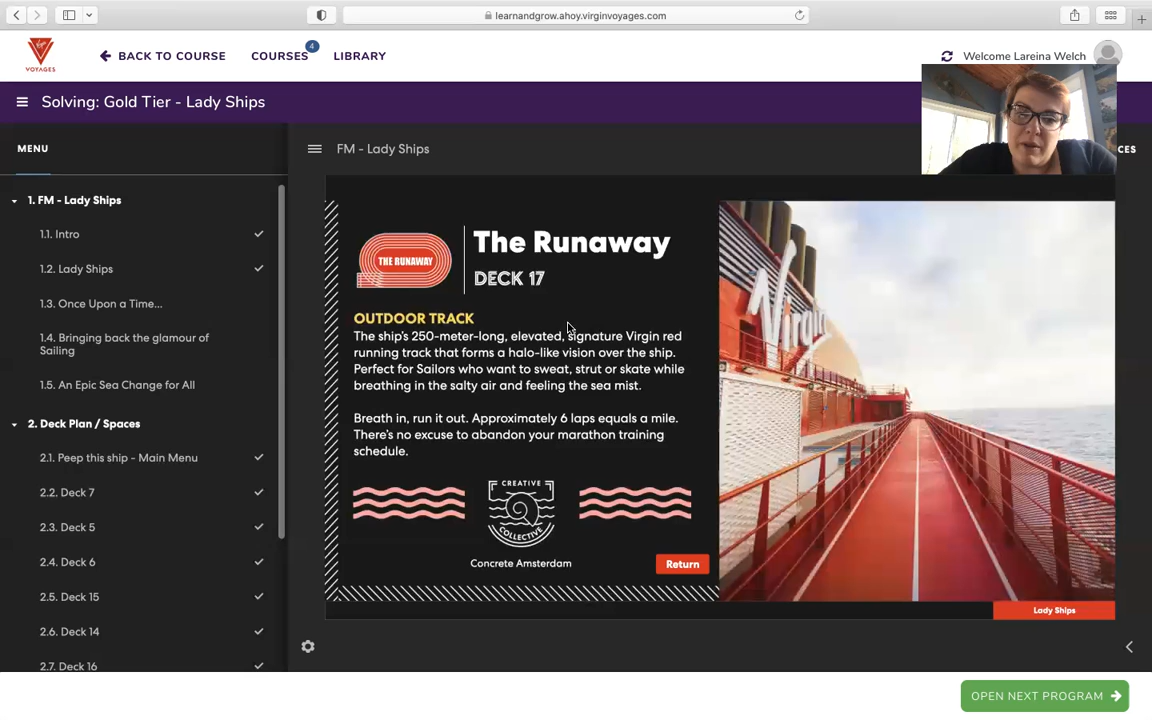 learnandgrow.ahoy.virginvoyages.com
VOYAGES
BACK TO COURSE
COURSES
4
LIBRARY
Welcome Lareina Welch
Solving: Gold Tier - Lady Ships
MENU
FM - Lady Ships
CES
1. FM - Lady Ships
1.1. Intro
1.2. Lady Ships
1.3. Once Upon a Time...
1.4. Bringing back the glamour of
Sailing
1.5. An Epic Sea Change for All
2. Deck Plan / Spaces
2.1. Peep this ship - Main Menu
2.2. Deck 7
2.3. Deck 5
2.4. Deck 6
2.5. Deck 15
2.6. Deck 14
2.7. Deck 16
THE RUNAWAY
The Runaway
DECK 17
OUTDOOR TRACK
The ship's 250-meter-long, elevated, signature Virgin red
running track that forms a halo-like vision over the ship.
Perfect for Sailors who want to sweat, strut or skate while
breathing in the salty air and feeling the sea mist.
Breath in, run it out. Approximately 6 laps equals a mile.
There's no excuse to abandon your marathon training
schedule.
CREATIVE
COLLECTIVE
Concrete Amsterdam
Return
Virgin
Lady Ships
OPEN NEXT PROGRAM